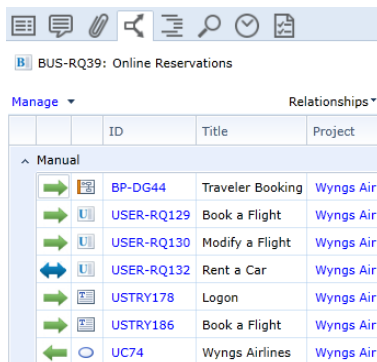 B BUS-RQ39: Online Reservations
Manage Relationships
ID Title Project
Manual
BP-DG44 Traveler Booking Wyngs Air
U USER-RQ129 Book a Flight Wyngs Air
U USER-RQ130 Modify a Flight Wyngs Air
U USER-RQ132 Rent a Car Wyngs Air
USTRY178 Logon Wyngs Air
USTRY186 Book a Flight Wyngs Air
UC74 Wyngs Airlines Wyngs Air